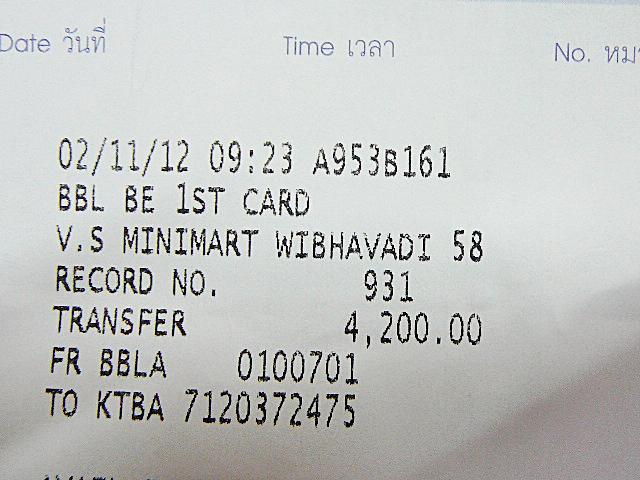 Date วันที่ Time เวลา No. หมา
02/11/12 09:23 A953B161
BBL BE 1ST CARD
V.S MINIMART WIBHAVADI 58
RECORD NO. 931
TRANSFER 4,200.00
FR BBLA 0100701
TO KTBA 7120372475